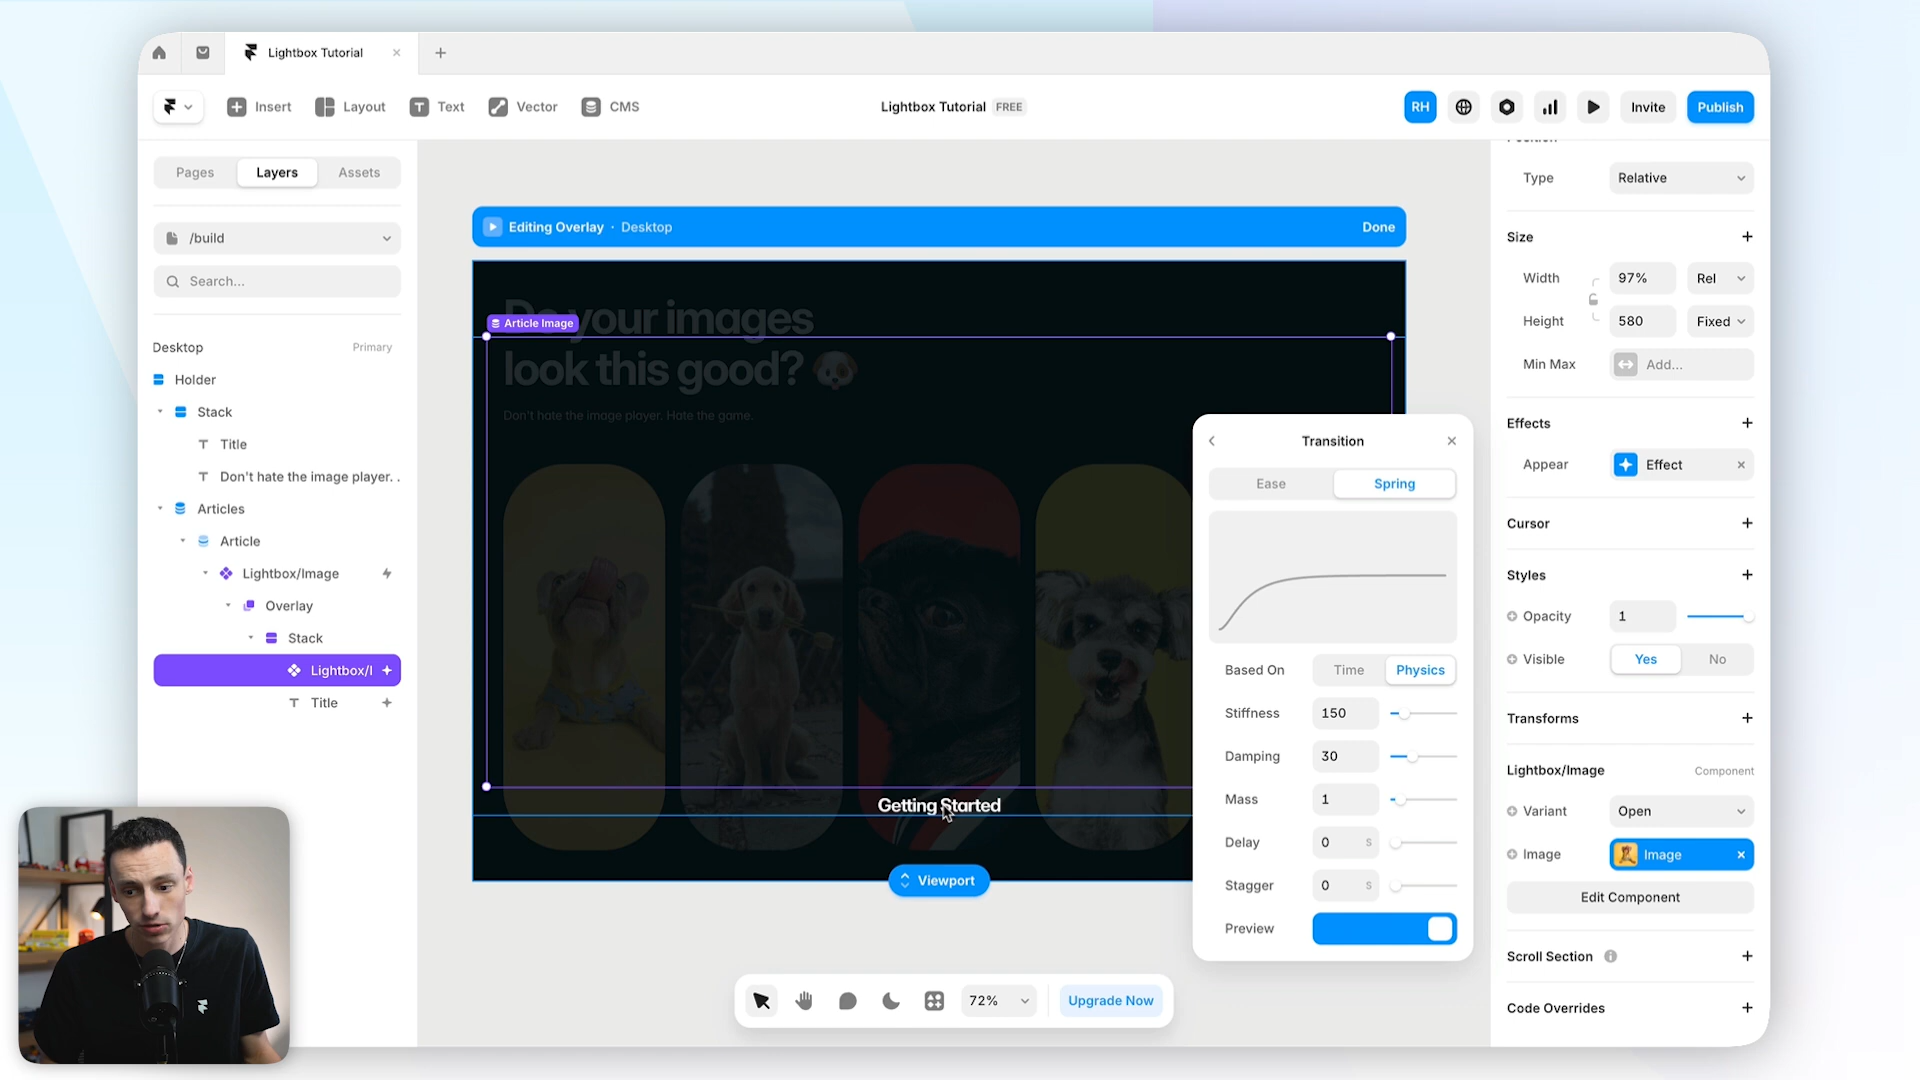 Lightbox Tutorial
Insert
Layout
Text
Vector
CMS
Lightbox Tutorial FREE
RH
Invite
Publish
Pages
Layers
Assets
/build
Search...
Desktop Primary
Holder
Stack
Title
Don't hate the image player. .
Articles
Article
Lightbox/Image
Overlay
Stack
Lightbox/I
Title
Editing Overlay · Desktop
Done
Do your images
look this good? 🐶
Don't hate the image player. Hate the game.
Article Image
Getting Started
Viewport
72%
Upgrade Now
Transition
Ease
Spring
Based On Time Physics
Stiffness 150
Damping 30
Mass 1
Delay 0 S
Stagger 0 S
Preview
Position
Type Relative
Size
Width 97% Rel
Height 580 Fixed
Min Max Add...
Effects
Appear Effect
Cursor
Styles
Opacity 1
Visible Yes No
Transforms
Lightbox/Image Component
Variant Open
Image Image
Edit Component
Scroll Section
Code Overrides